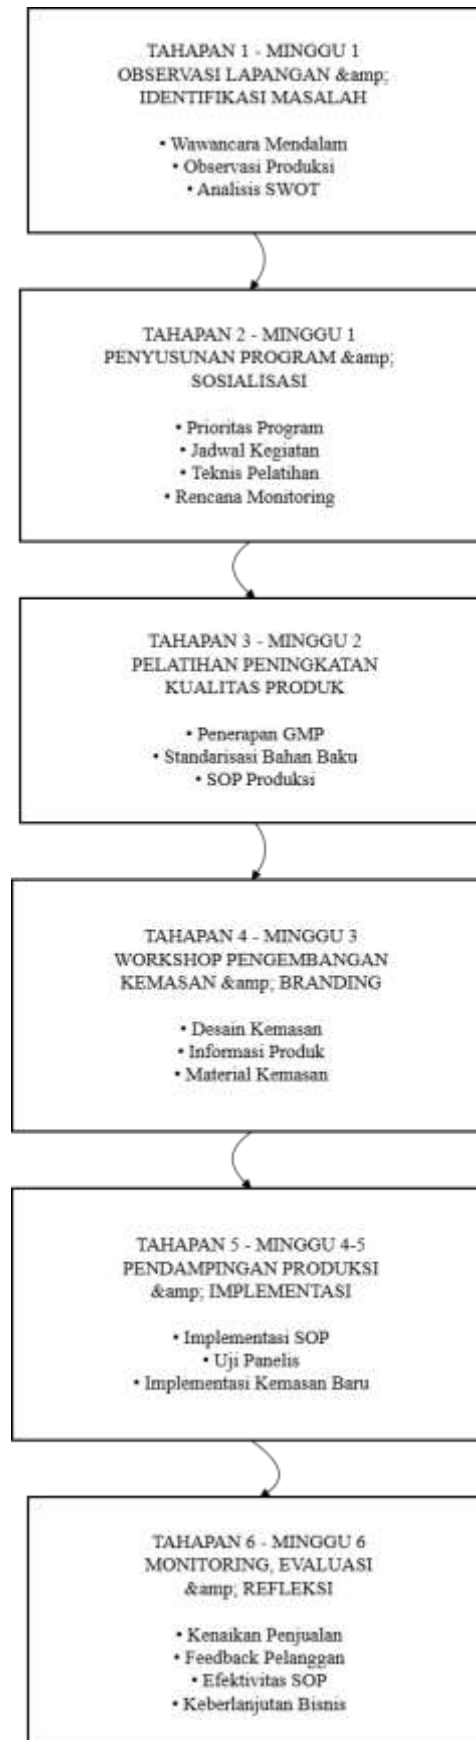 TAHAPAN 1 - MINGGU 1
OBSERVASI LAPANGAN &amp;
IDENTIFIKASI MASALAH
• Wawancara Mendalam
• Observasi Produksi
• Analisis SWOT
TAHAPAN 2 - MINGGU 1
PENYUSUNAN PROGRAM &amp;
SOSIALISASI
• Prioritas Program
• Jadwal Kegiatan
• Teknis Pelatihan
• Rencana Monitoring
TAHAPAN 3 - MINGGU 2
PELATIHAN PENINGKATAN
KUALITAS PRODUK
• Penerapan GMP
• Standarisasi Bahan Baku
• SOP Produksi
TAHAPAN 4 - MINGGU 3
WORKSHOP PENGEMBANGAN
KEMASAN &amp; BRANDING
• Desain Kemasan
• Informasi Produk
• Material Kemasan
TAHAPAN 5 - MINGGU 4-5
PENDAMPINGAN PRODUKSI
&amp; IMPLEMENTASI
• Implementasi SOP
• Uji Panelis
• Implementasi Kemasan Baru
TAHAPAN 6 - MINGGU 6
MONITORING, EVALUASI
&amp; REFLEKSI
• Kenaikan Penjualan
• Feedback Pelanggan
• Efektivitas SOP
• Keberlanjutan Bisnis